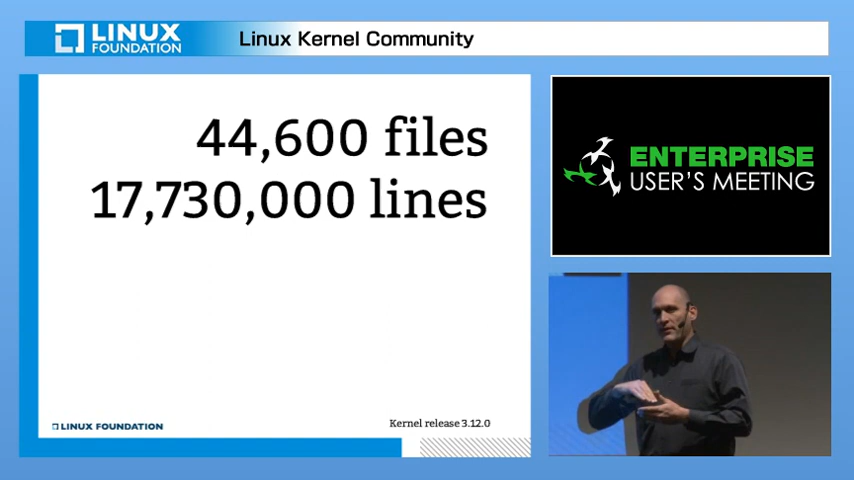 LINUX
FOUNDATION
Linux Kernel Community
44,600 files
17,730,000 lines
LINUX FOUNDATION
Kernel release 3.12.0
ENTERPRISE
USER'S MEETING